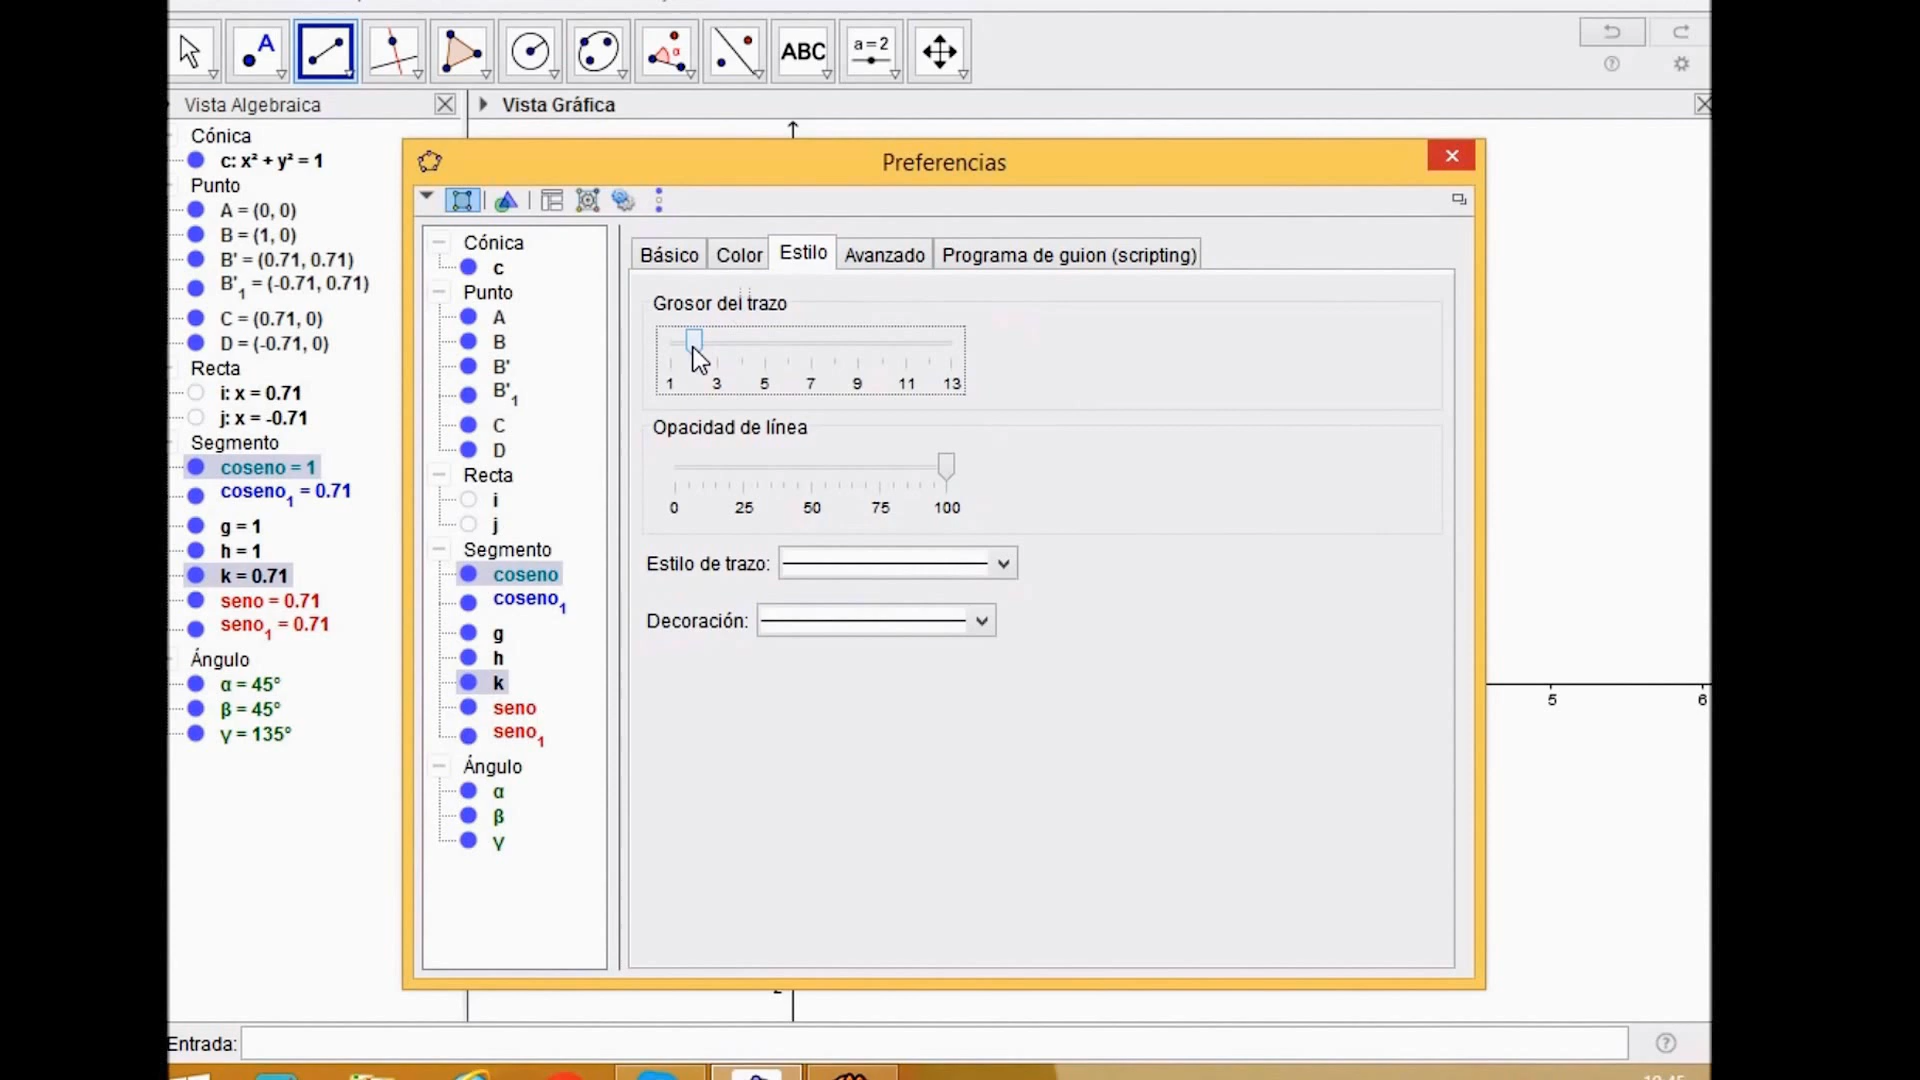 A
α
ABC
a=2
Vista Algebraica
Vista Gráfica
Cónica
c: x² + y² = 1
Punto
A = (0, 0)
B = (1, 0)
B' = (0.71, 0.71)
B'1 = (-0.71, 0.71)
C = (0.71, 0)
D = (-0.71, 0)
Recta
i: x = 0.71
j: x = -0.71
Segmento
coseno = 1
coseno1 = 0.71
g = 1
h = 1
k = 0.71
seno = 0.71
seno1 = 0.71
Ángulo
α = 45°
β = 45°
γ = 135°
Preferencias
Cónica
c
Punto
A
B
B'
B'1
C
D
Recta
i
j
Segmento
coseno
coseno1
g
h
k
seno
seno1
Ángulo
α
β
γ
Básico Color Estilo Avanzado Programa de guion (scripting)
Grosor del trazo
1 3 5 7 9 11 13
Opacidad de línea
0 25 50 75 100
Estilo de trazo:
Decoración:
5 6
Entrada: